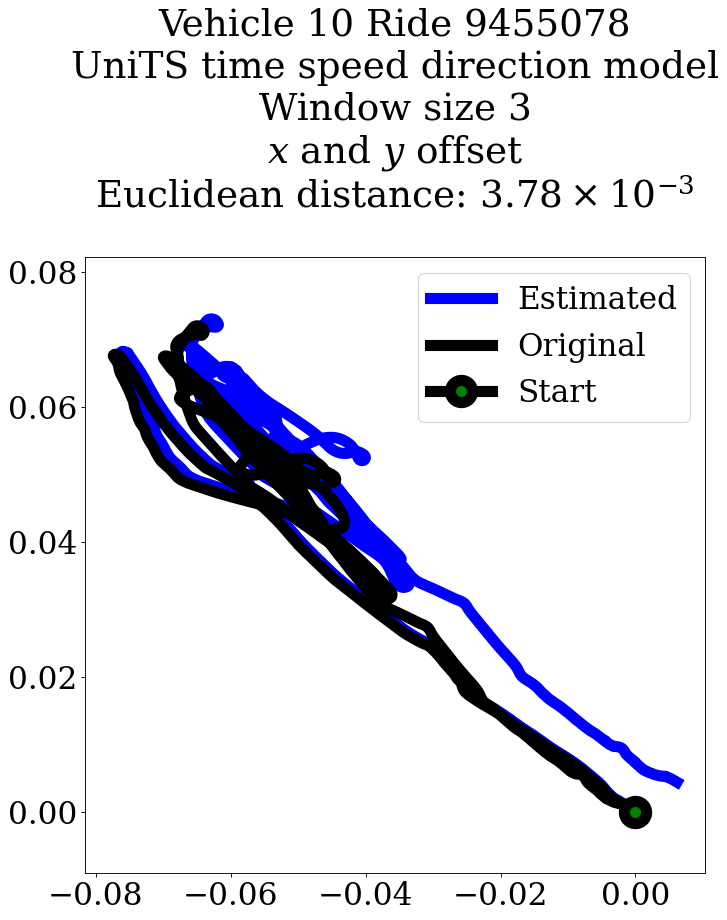 Vehicle 10 Ride 9455078
UniTS time speed direction model
Window size 3
x and y offset
Euclidean distance: 3.78 × 10⁻³
0.08
0.06
0.04
0.02
0.00
Estimated
Original
Start
−0.08 −0.06 −0.04 −0.02 0.00